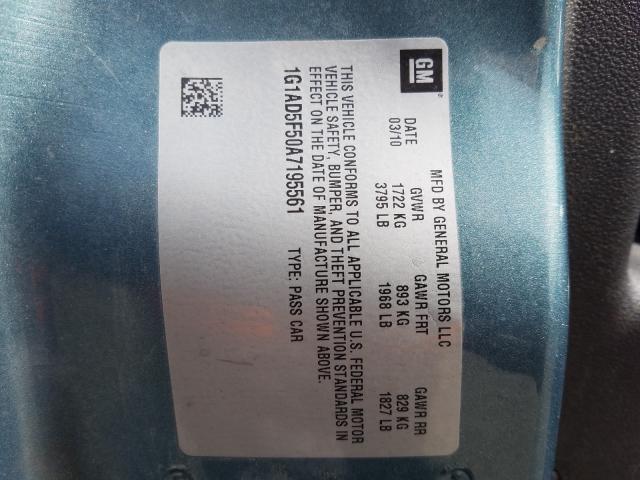 GM
MFD BY GENERAL MOTORS LLC
DATE GVWR GAWR FRT GAWR RR
03/10 1722 KG 893 KG 829 KG
3795 LB 1968 LB 1827 LB
THIS VEHICLE CONFORMS TO ALL APPLICABLE U.S. FEDERAL MOTOR
VEHICLE SAFETY, BUMPER, AND THEFT PREVENTION STANDARDS IN
EFFECT ON THE DATE OF MANUFACTURE SHOWN ABOVE.
1G1AD5F50A7195561 TYPE: PASS CAR